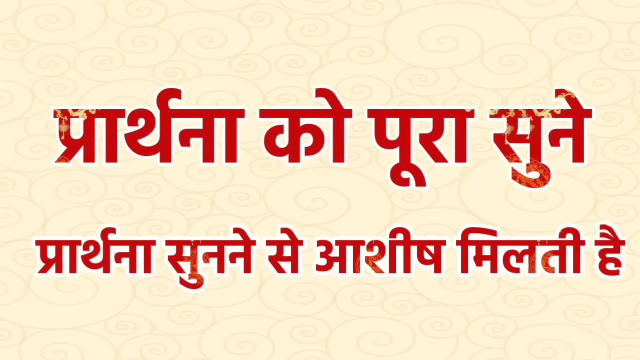 प्रार्थना को पूरा सुने
प्रार्थना सुनने से आशीष मिलती है